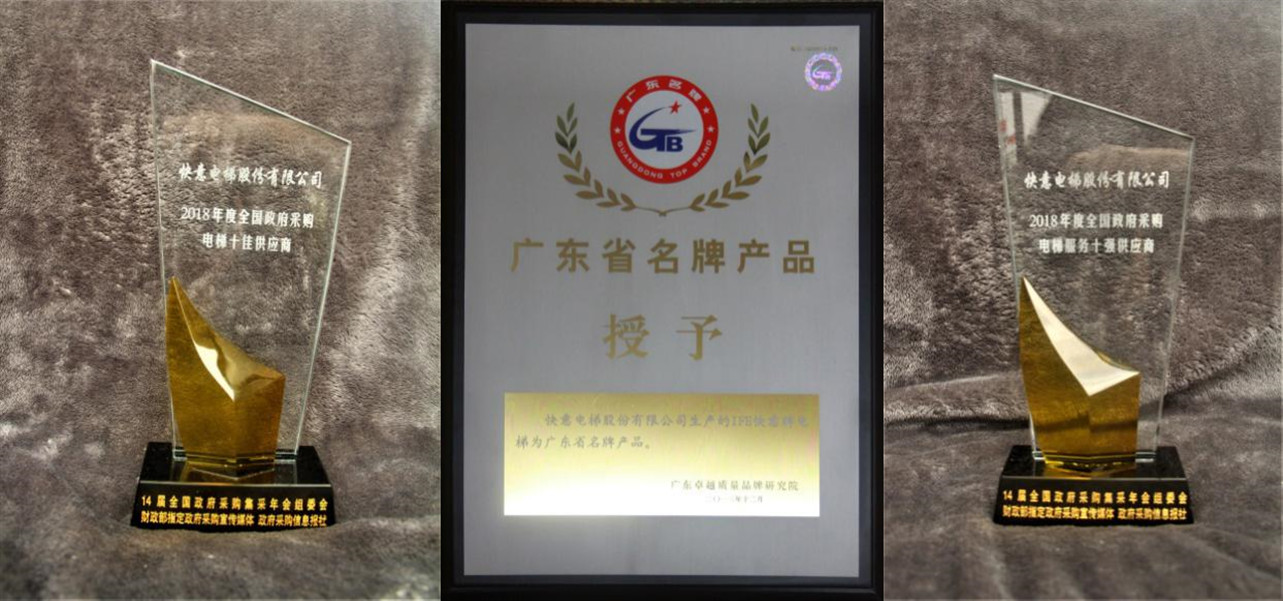 快意电梯股份有限公司
2018年度全国政府采购
电梯十佳供应商
14届全国政府采购集采年会组委会
财政部指定政府采购宣传媒体 政府采购信息报社
广东名牌
GTB
GUANGDONG TOP BRAND
广东省名牌产品
授予
快意电梯股份有限公司生产的IFE快意牌电
梯为广东省名牌产品。
广东卓越质量品牌研究院
快意电梯股份有限公司
2018年度全国政府采购
电梯服务十强供应商
14届全国政府采购集采年会组委会
财政部指定政府采购宣传媒体 政府采购信息报社